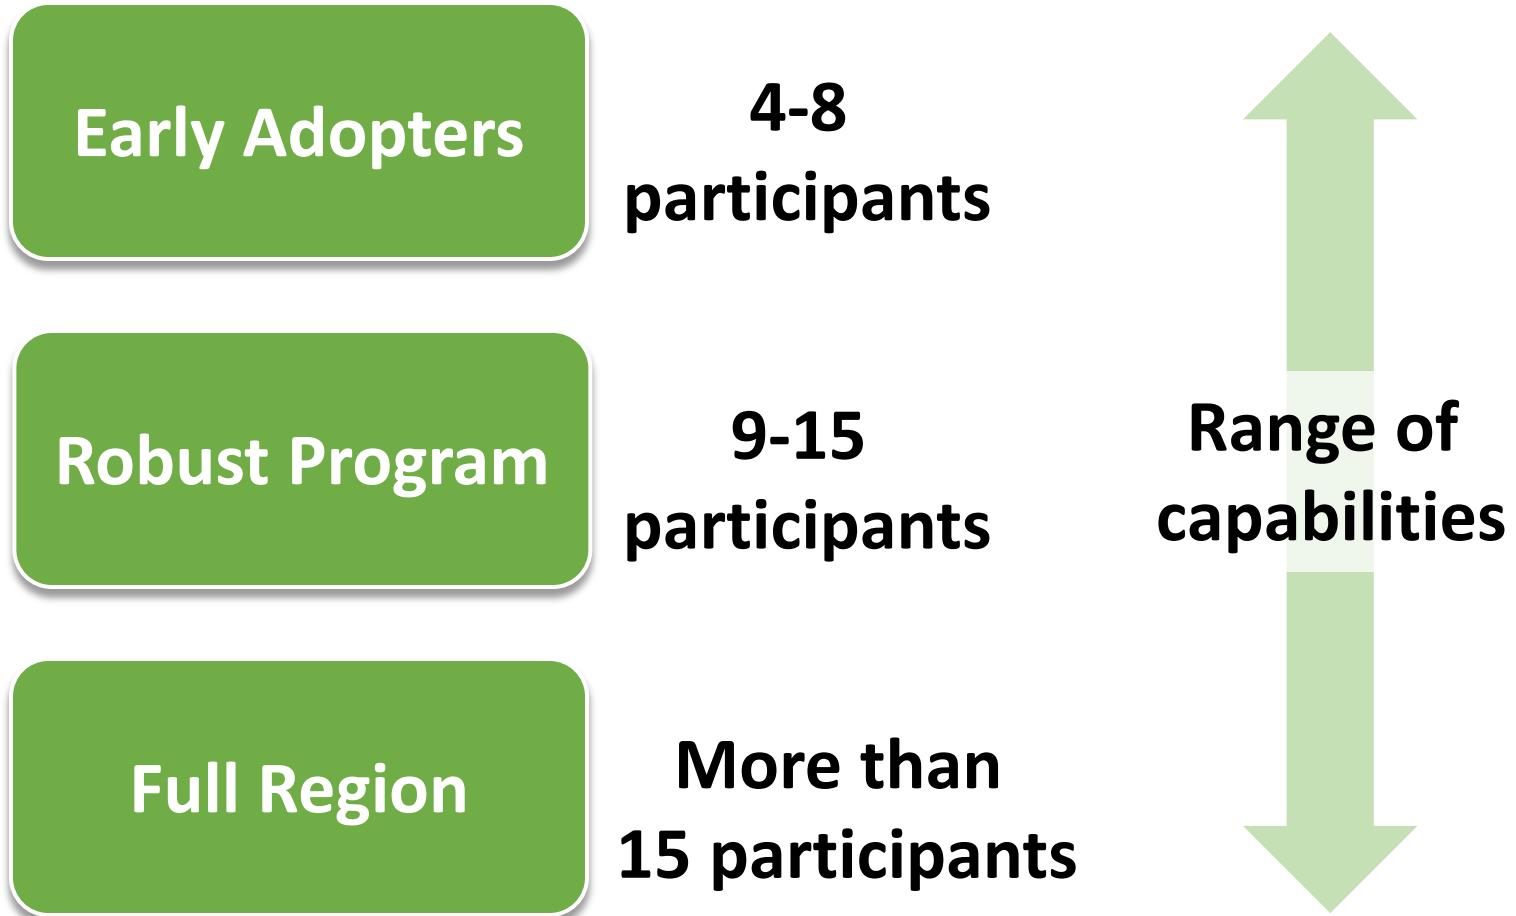 Early Adopters
4-8
participants
Robust Program
9-15
participants
Range of
capabilities
Full Region
More than
15 participants